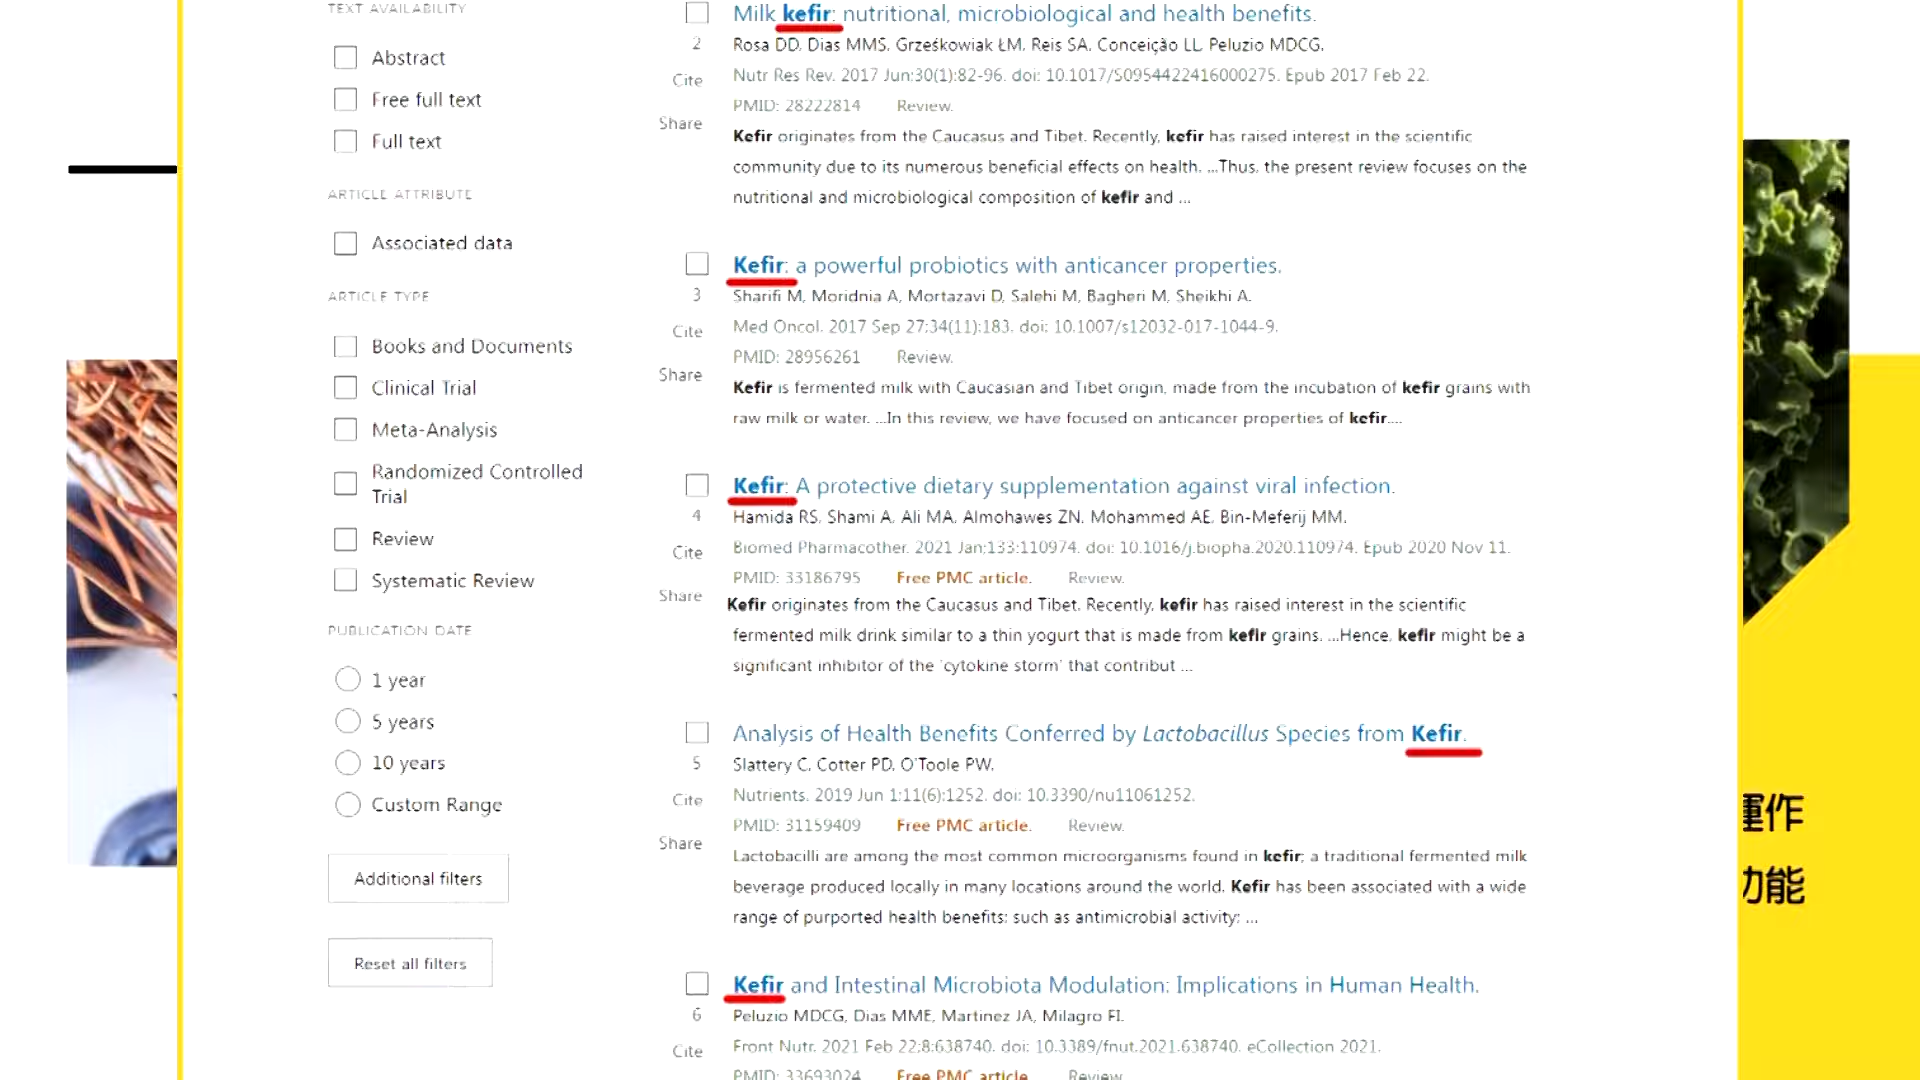 TEXT AVAILABILITY
Abstract
Free full text
Full text
ARTICLE ATTRIBUTE
Associated data
ARTICLE TYPE
Books and Documents
Clinical Trial
Meta-Analysis
Randomized Controlled
Trial
Review
Systematic Review
PUBLICATION DATE
1 year
5 years
10 years
Custom Range
Additional filters
Reset all filters
Milk kefir: nutritional, microbiological and health benefits.
2
Rosa DD, Dias MMS, Grześkowiak ŁM, Reis SA, Conceição LL, Peluzio MDCG.
Cite
Nutr Res Rev. 2017 Jun;30(1):82-96. doi: 10.1017/S0954422416000275. Epub 2017 Feb 22.
PMID: 28222814 Review.
Share
Kefir originates from the Caucasus and Tibet. Recently, kefir has raised interest in the scientific
community due to its numerous beneficial effects on health. ...Thus, the present review focuses on the
nutritional and microbiological composition of kefir and ...
Kefir: a powerful probiotics with anticancer properties.
3
Sharifi M, Moridnia A, Mortazavi D, Salehi M, Bagheri M, Sheikhi A.
Cite
Med Oncol. 2017 Sep 27;34(11):183. doi: 10.1007/s12032-017-1044-9.
PMID: 28956261 Review.
Share
Kefir is fermented milk with Caucasian and Tibet origin, made from the incubation of kefir grains with
raw milk or water. ...In this review, we have focused on anticancer properties of kefir....
Kefir: A protective dietary supplementation against viral infection.
4
Hamida RS, Shami A, Ali MA, Almohawes ZN, Mohammed AE, Bin-Meferij MM.
Cite
Biomed Pharmacother. 2021 Jan;133:110974. doi: 10.1016/j.biopha.2020.110974. Epub 2020 Nov 11.
PMID: 33186795 Free PMC article. Review.
Share
Kefir originates from the Caucasus and Tibet. Recently, kefir has raised interest in the scientific
fermented milk drink similar to a thin yogurt that is made from kefir grains. ...Hence, kefir might be a
significant inhibitor of the 'cytokine storm' that contribut ...
Analysis of Health Benefits Conferred by Lactobacillus Species from Kefir.
5
Slattery C, Cotter PD, O'Toole PW.
Cite
Nutrients. 2019 Jun 1;11(6):1252. doi: 10.3390/nu11061252.
PMID: 31159409 Free PMC article. Review.
Share
Lactobacilli are among the most common microorganisms found in kefir; a traditional fermented milk
beverage produced locally in many locations around the world. Kefir has been associated with a wide
range of purported health benefits; such as antimicrobial activity; ...
Kefir and Intestinal Microbiota Modulation: Implications in Human Health.
6
Peluzio MDCG, Dias MME, Martinez JA, Milagro FI.
Cite
Front Nutr. 2021 Feb 22;8:638740. doi: 10.3389/fnut.2021.638740. eCollection 2021.
PMID: 33693024 Free PMC article. Review.
運作
功能